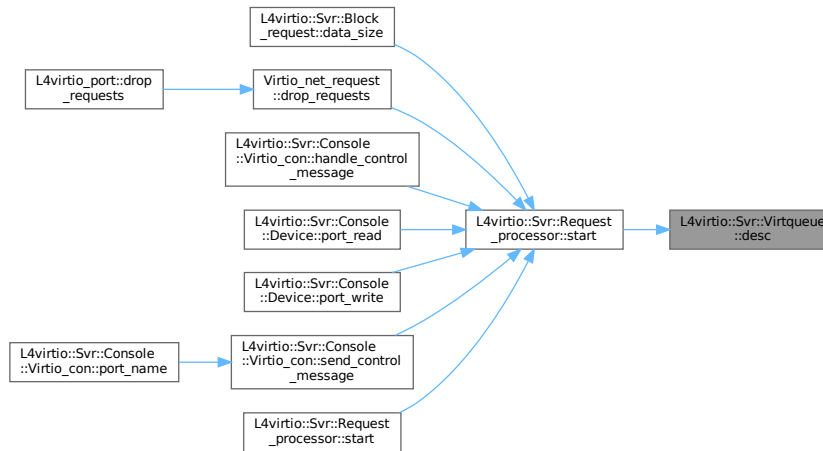 L4virtio::Svr::Block
_request::data_size
L4virtio_port::drop
_requests
Virtio_net_request
::drop_requests
L4virtio::Svr::Console
::Virtio_con::handle_control
_message
L4virtio::Svr::Console
::Device::port_read
L4virtio::Svr::Request
_processor::start
L4virtio::Svr::Virtqueue
::desc
L4virtio::Svr::Console
::Device::port_write
L4virtio::Svr::Console
::Virtio_con::port_name
L4virtio::Svr::Console
::Virtio_con::send_control
_message
L4virtio::Svr::Request
_processor::start